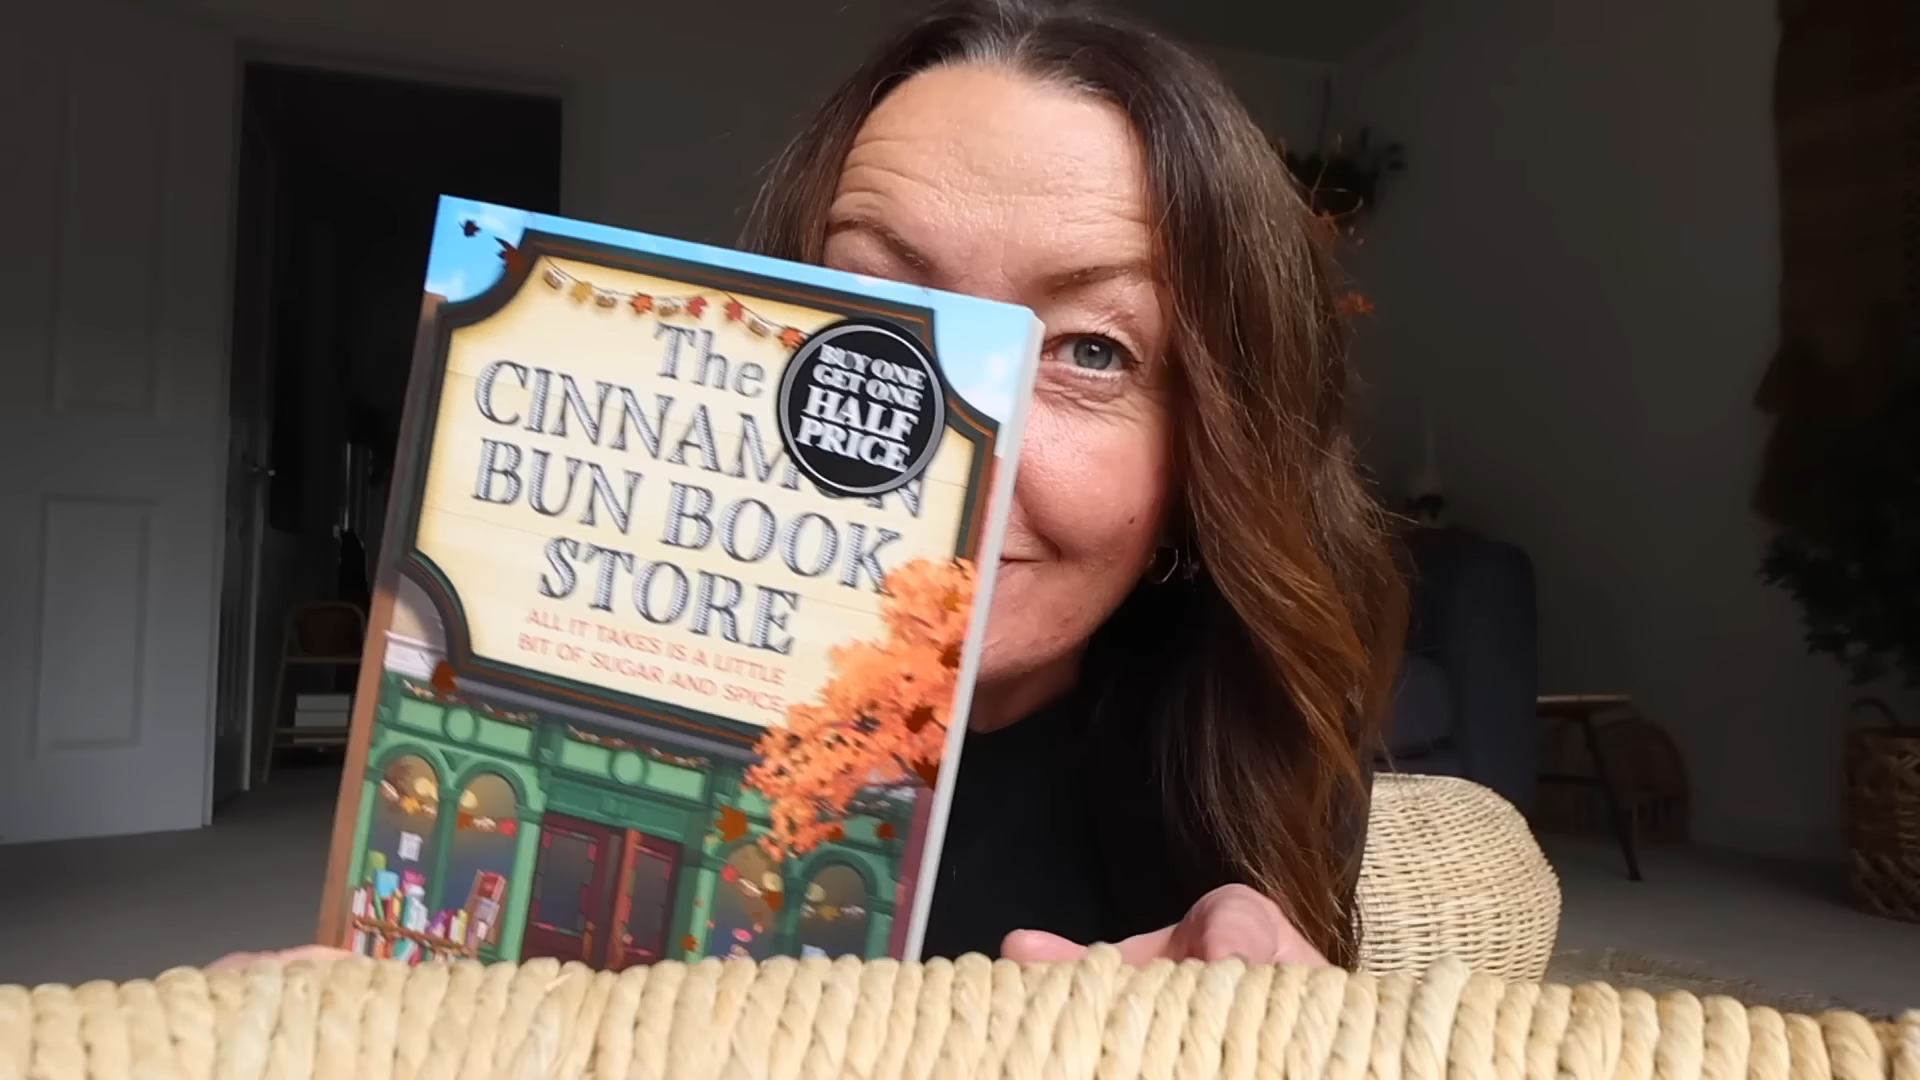 The
CINNAMON
BUN BOOK
STORE
ALL IT TAKES IS A LITTLE
BIT OF SUGAR AND SPICE
BUY ONE
GET ONE
HALF
PRICE